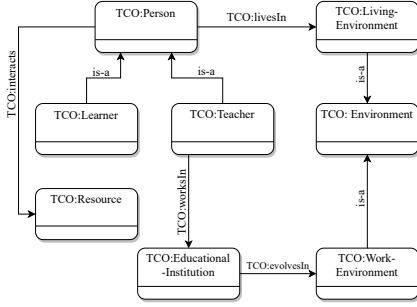 TCO:Person
TCO:livesIn
TCO:Living-
Environment
TCO:interacts
is-a
is-a
is-a
TCO:Learner
TCO:Teacher
TCO: Environment
TCO:worksIn
is-a
TCO:Resource
TCO:Educational
-Institution
TCO:evolvesIn
TCO:Work-
Environment